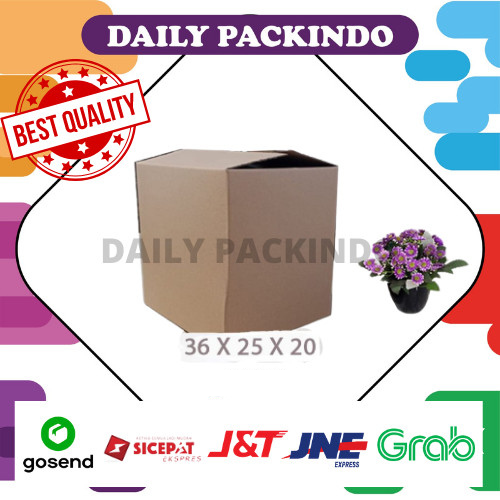 DAILY PACKINDO
BEST QUALITY
DAILY PACKINDO
36 X 25 X 20
gosend
SICEPAT
EKSPRES
J&T
JNE
EXPRESS
Grab